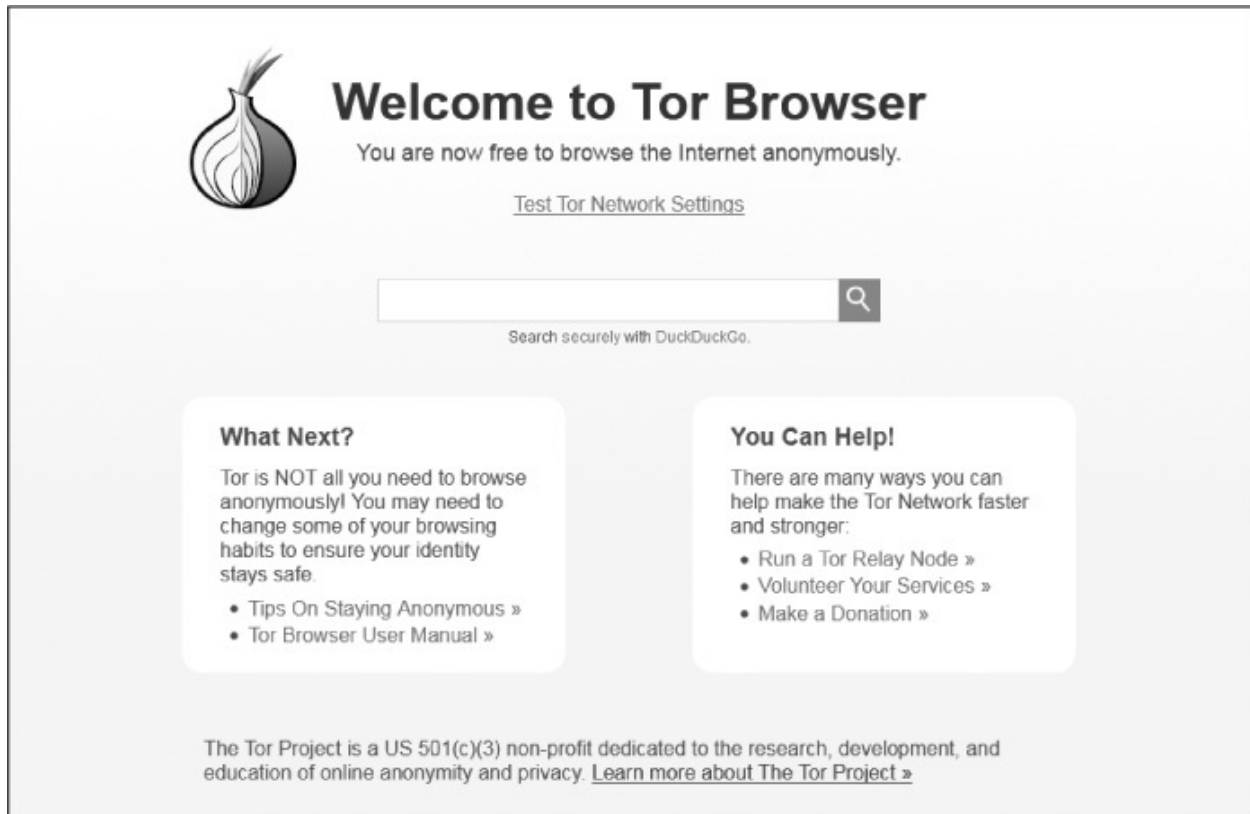 Welcome to Tor Browser
You are now free to browse the Internet anonymously.
Test Tor Network Settings
Search securely with DuckDuckGo.
What Next?
Tor is NOT all you need to browse
anonymously! You may need to
change some of your browsing
habits to ensure your identity
stays safe.
• Tips On Staying Anonymous »
• Tor Browser User Manual »
You Can Help!
There are many ways you can
help make the Tor Network faster
and stronger:
• Run a Tor Relay Node »
• Volunteer Your Services »
• Make a Donation »
The Tor Project is a US 501(c)(3) non-profit dedicated to the research, development, and
education of online anonymity and privacy. Learn more about The Tor Project »